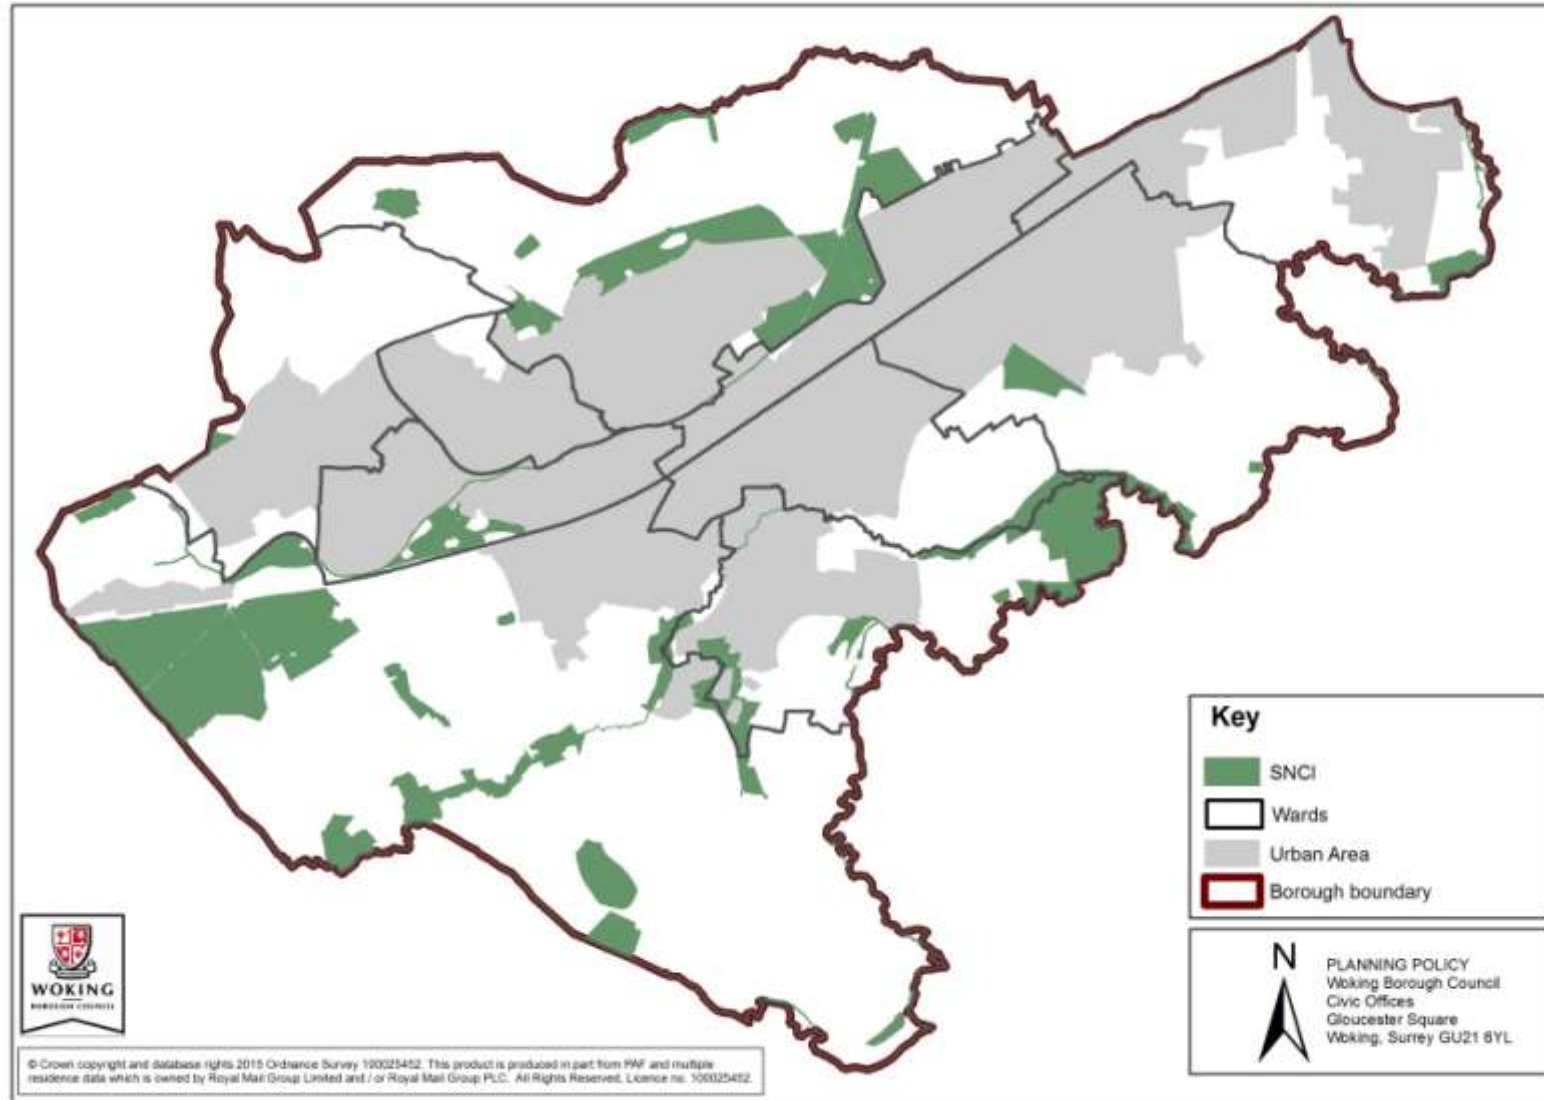 Key
SNCI
Wards
Urban Area
Borough boundary
N
PLANNING POLICY
Woking Borough Council
Civic Offices
Gloucester Square
Woking, Surrey GU21 6YL
WOKING
BOROUGH COUNCIL
© Crown copyright and database rights 2015 Ordnance Survey 100025452. This product is produced in part from PAF and multiple
residence data which is owned by Royal Mail Group Limited and / or Royal Mail Group PLC. All Rights Reserved. Licence no. 100025452.